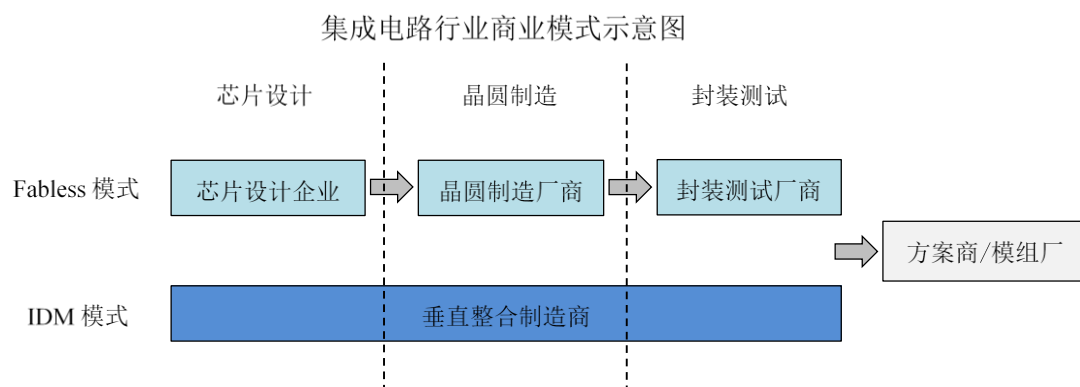 集成电路行业商业模式示意图
芯片设计 晶圆制造 封装测试
Fabless 模式 芯片设计企业 晶圆制造厂商 封装测试厂商
方案商/模组厂
IDM 模式 垂直整合制造商